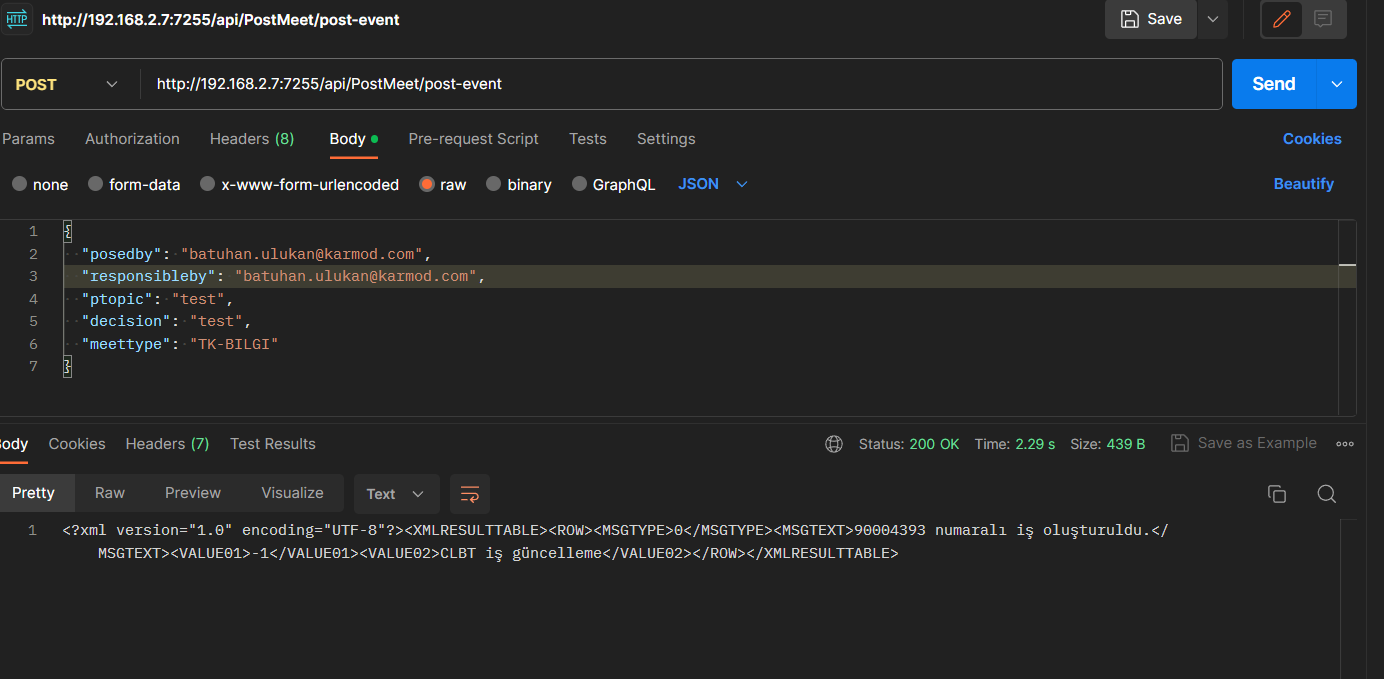 HTTP http://192.168.2.7:7255/api/PostMeet/post-event Save
POST http://192.168.2.7:7255/api/PostMeet/post-event Send
Params Authorization Headers (8) Body Pre-request Script Tests Settings Cookies
none form-data x-www-form-urlencoded raw binary GraphQL JSON Beautify
1 {
2 "posedby": "batuhan.ulukan@karmod.com",
3 "responsibleby": "batuhan.ulukan@karmod.com",
4 "ptopic": "test",
5 "decision": "test",
6 "meettype": "TK-BILGI"
7 }
ody Cookies Headers (7) Test Results Status: 200 OK Time: 2.29 s Size: 439 B Save as Example
Pretty Raw Preview Visualize Text
1 <?xml version="1.0" encoding="UTF-8"?><XMLRESULTTABLE><ROW><MSGTYPE>0</MSGTYPE><MSGTEXT>90004393 numaralı iş oluşturuldu.</
MSGTEXT><VALUE01>-1</VALUE01><VALUE02>CLBT iş güncelleme</VALUE02></ROW></XMLRESULTTABLE>